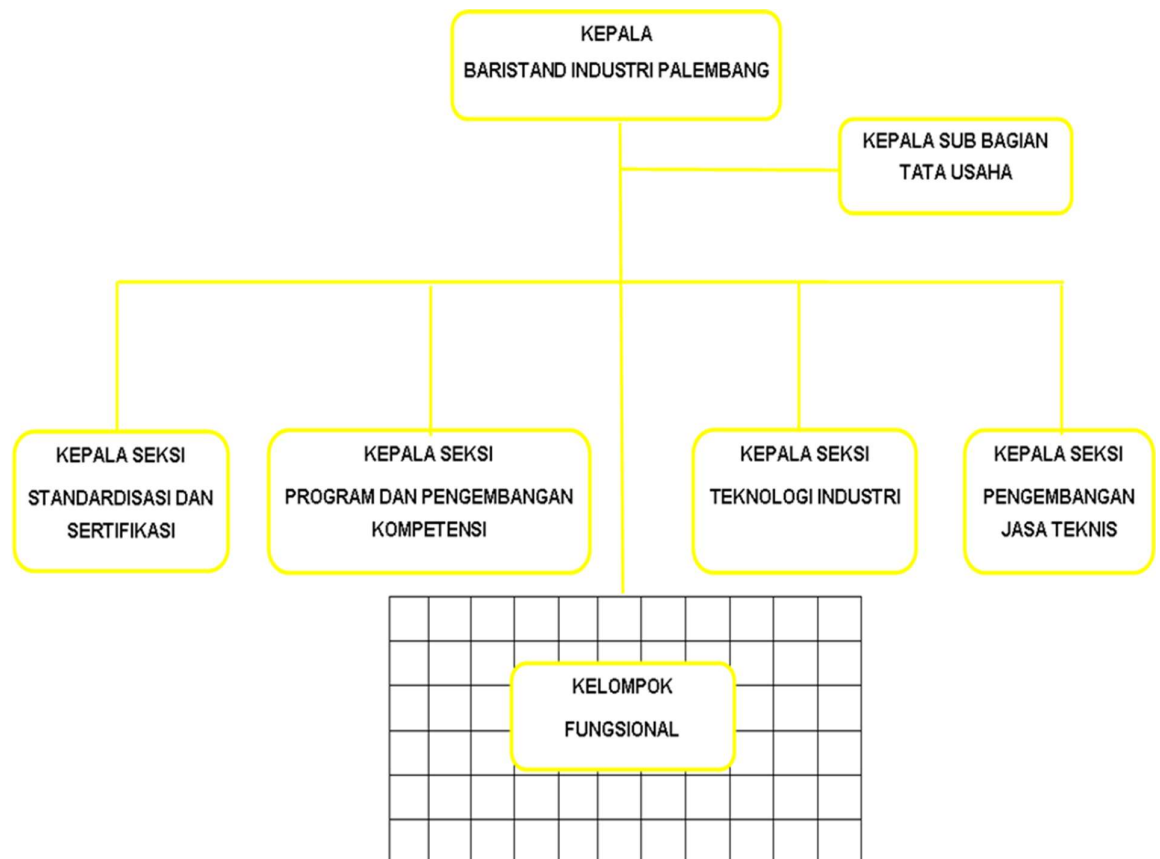 KEPALA
BARISTAND INDUSTRI PALEMBANG
KEPALA SUB BAGIAN
TATA USAHA
KEPALA SEKSI
STANDARDISASI DAN
SERTIFIKASI
KEPALA SEKSI
PROGRAM DAN PENGEMBANGAN
KOMPETENSI
KEPALA SEKSI
TEKNOLOGI INDUSTRI
KEPALA SEKSI
PENGEMBANGAN
JASA TEKNIS
KELOMPOK
FUNGSIONAL